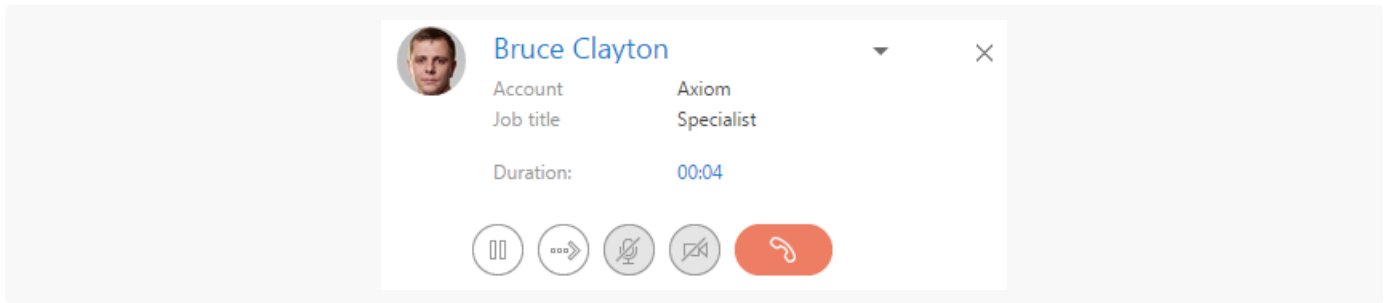 Bruce Clayton
Account Axiom
Job title Specialist
Duration: 00:04